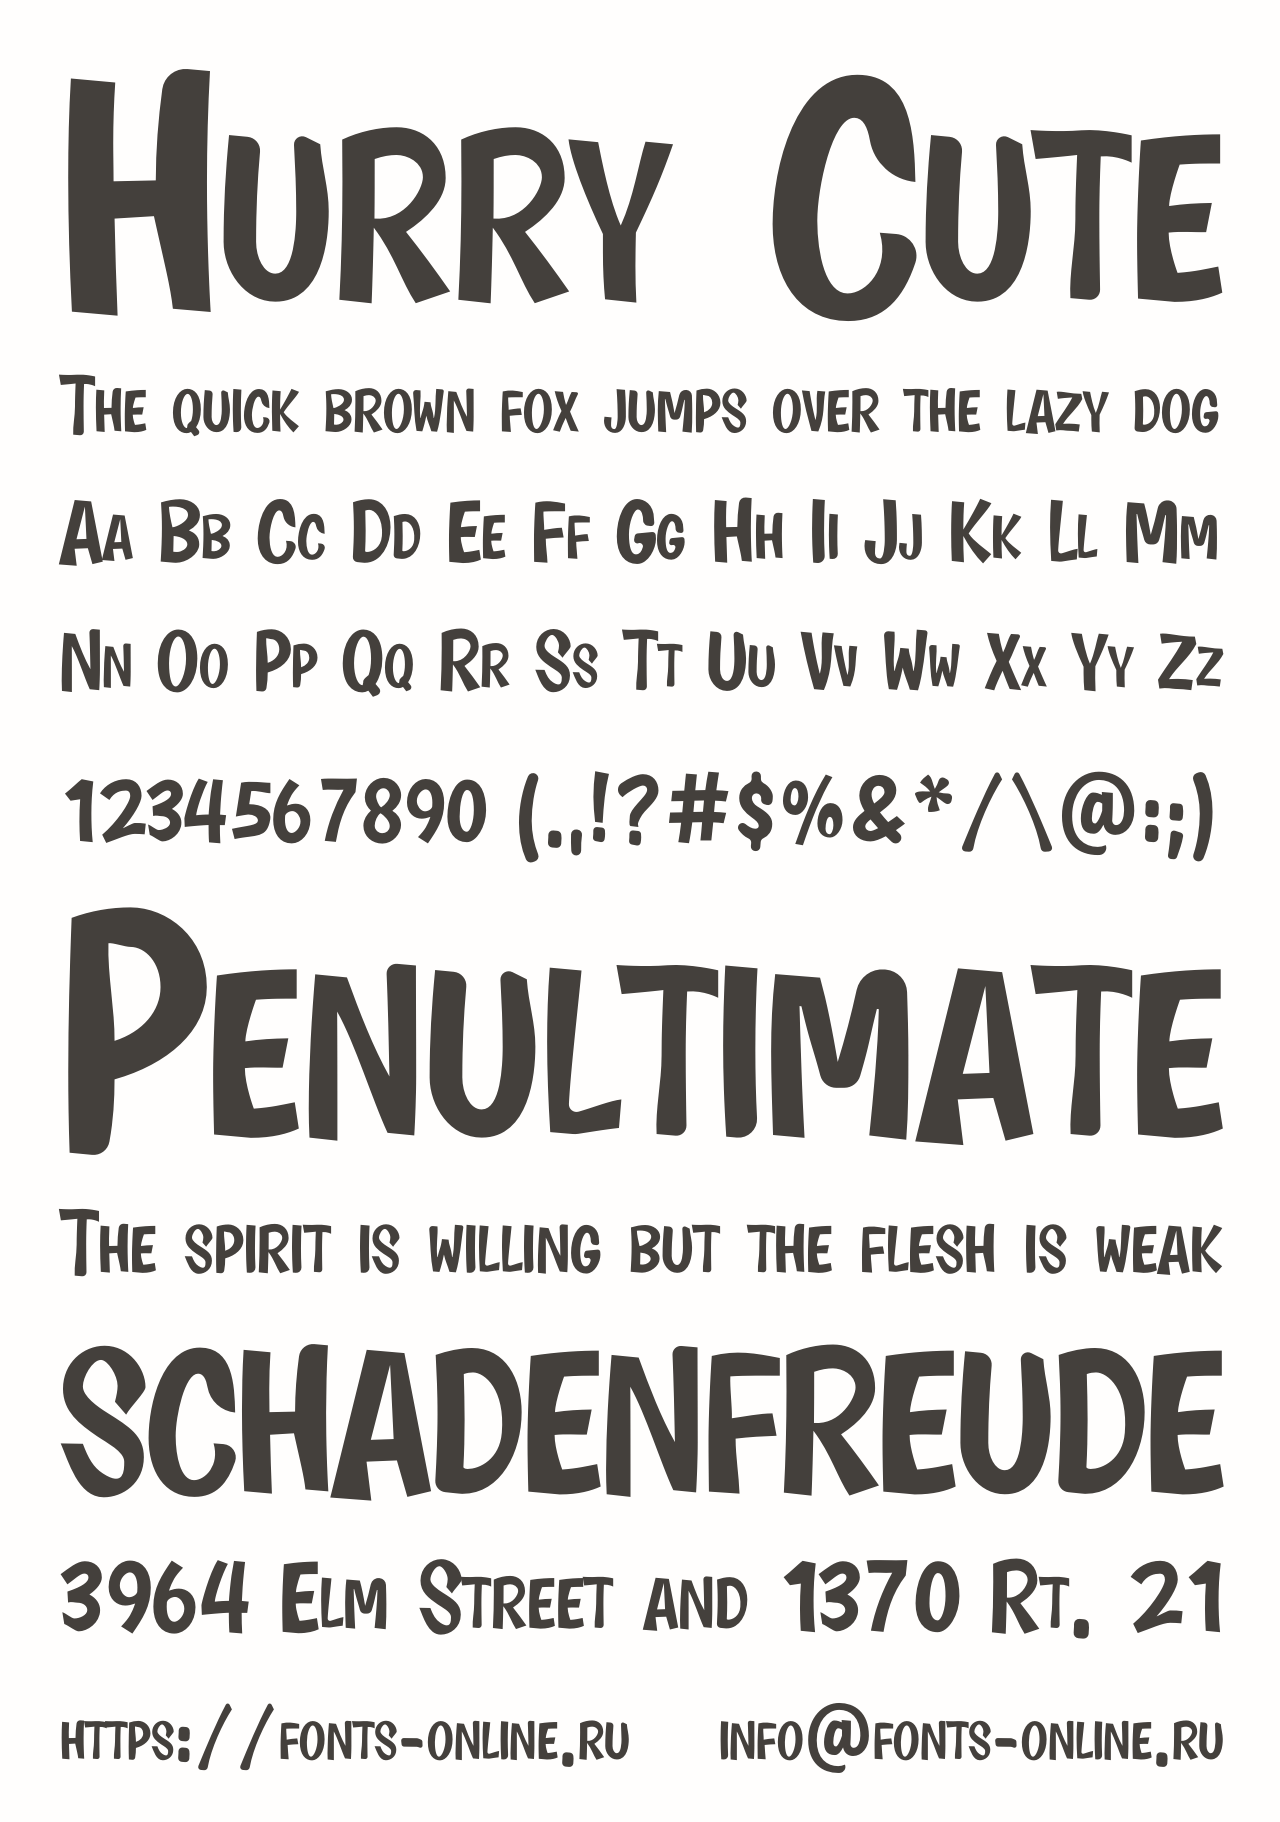 Hurry Cute
The quick brown fox jumps over the lazy dog
Aa Bb Cc Dd Ee Ff Gg Hh Ii Jj Kk Ll Mm
Nn Oo Pp Qq Rr Ss Tt Uu Vv Ww Xx Yy Zz
1234567890 (.,!?#$%&*/\@:;)
Penultimate
The spirit is willing but the flesh is weak
schadenfreude
3964 Elm Street and 1370 Rt. 21
https://fonts-online.ru info@fonts-online.ru